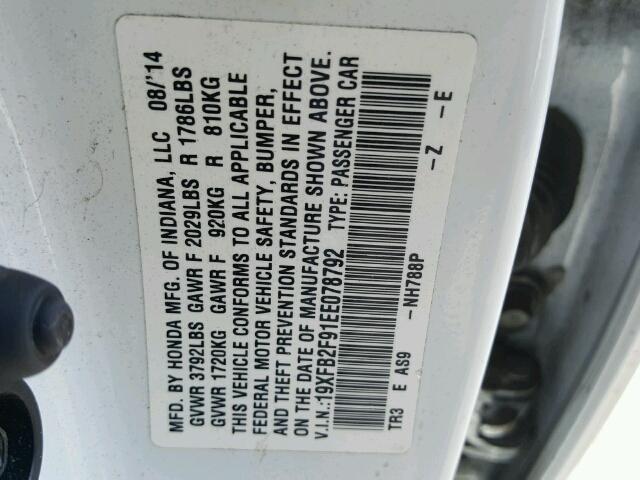 MFD. BY HONDA MFG. OF INDIANA, LLC 08/'14
GVWR 3792LBS GAWR F 2029LBS R 1786LBS
GVWR 1720KG GAWR F 920KG R 810KG
THIS VEHICLE CONFORMS TO ALL APPLICABLE
FEDERAL MOTOR VEHICLE SAFETY, BUMPER,
AND THEFT PREVENTION STANDARDS IN EFFECT
ON THE DATE OF MANUFACTURE SHOWN ABOVE.
V.I.N.:19XFB2F91EE078792 TYPE: PASSENGER CAR
TR3 E AS9 -NH788P -Z -E